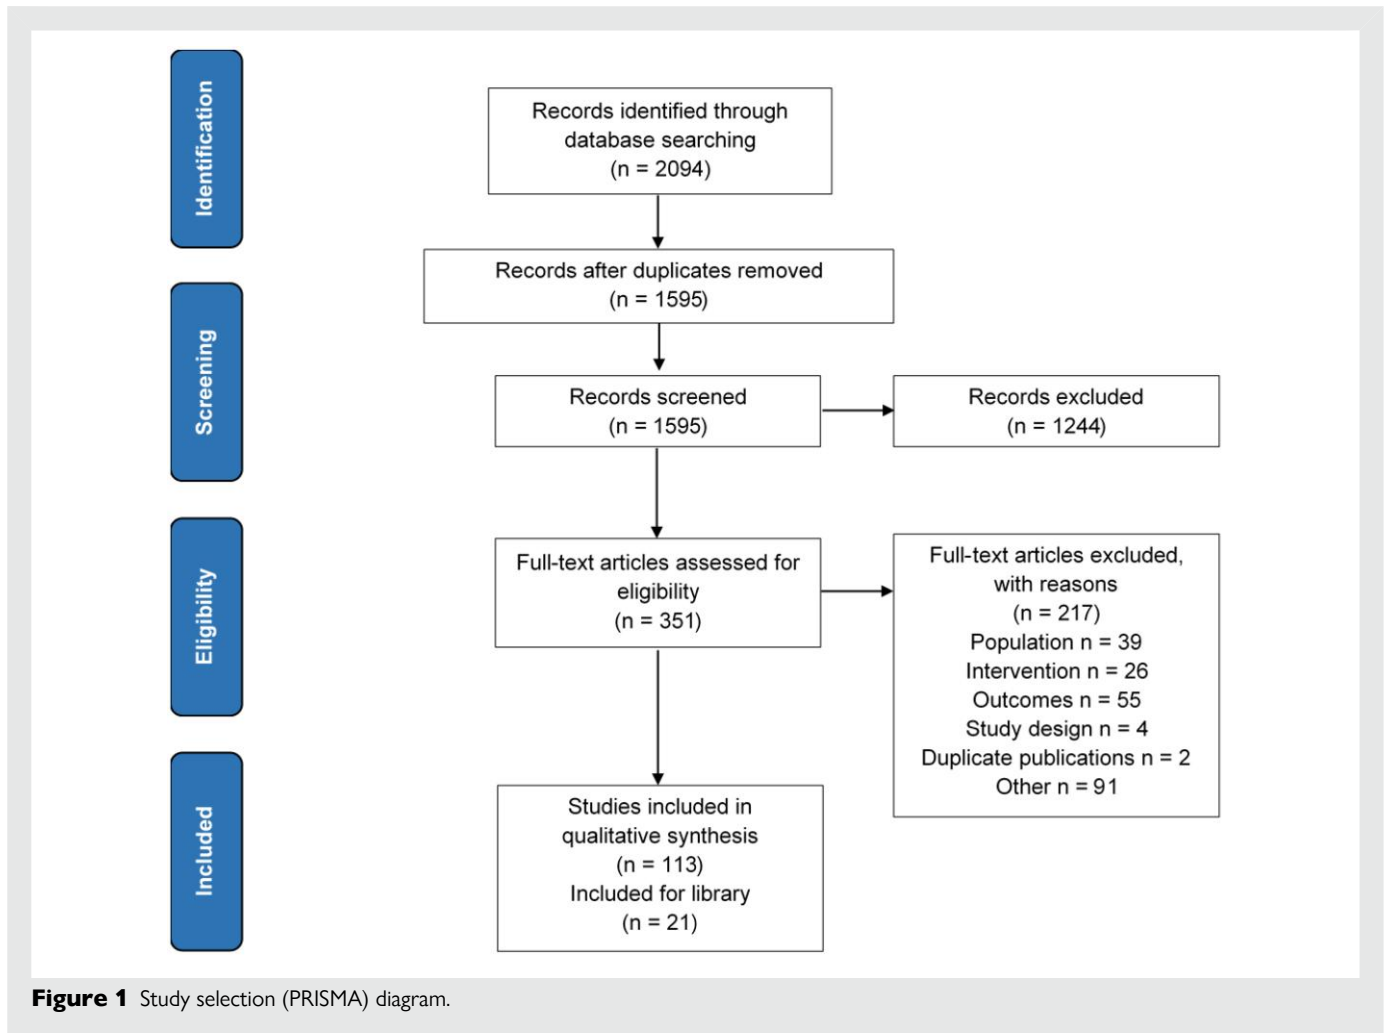 Identification
Records identified through
database searching
(n = 2094)
Records after duplicates removed
(n = 1595)
Screening
Records screened
(n = 1595)
Records excluded
(n = 1244)
Eligibility
Full-text articles assessed for
eligibility
(n = 351)
Full-text articles excluded,
with reasons
(n = 217)
Population n = 39
Intervention n = 26
Outcomes n = 55
Study design n = 4
Duplicate publications n = 2
Other n = 91
Included
Studies included in
qualitative synthesis
(n = 113)
Included for library
(n = 21)
Figure 1 Study selection (PRISMA) diagram.